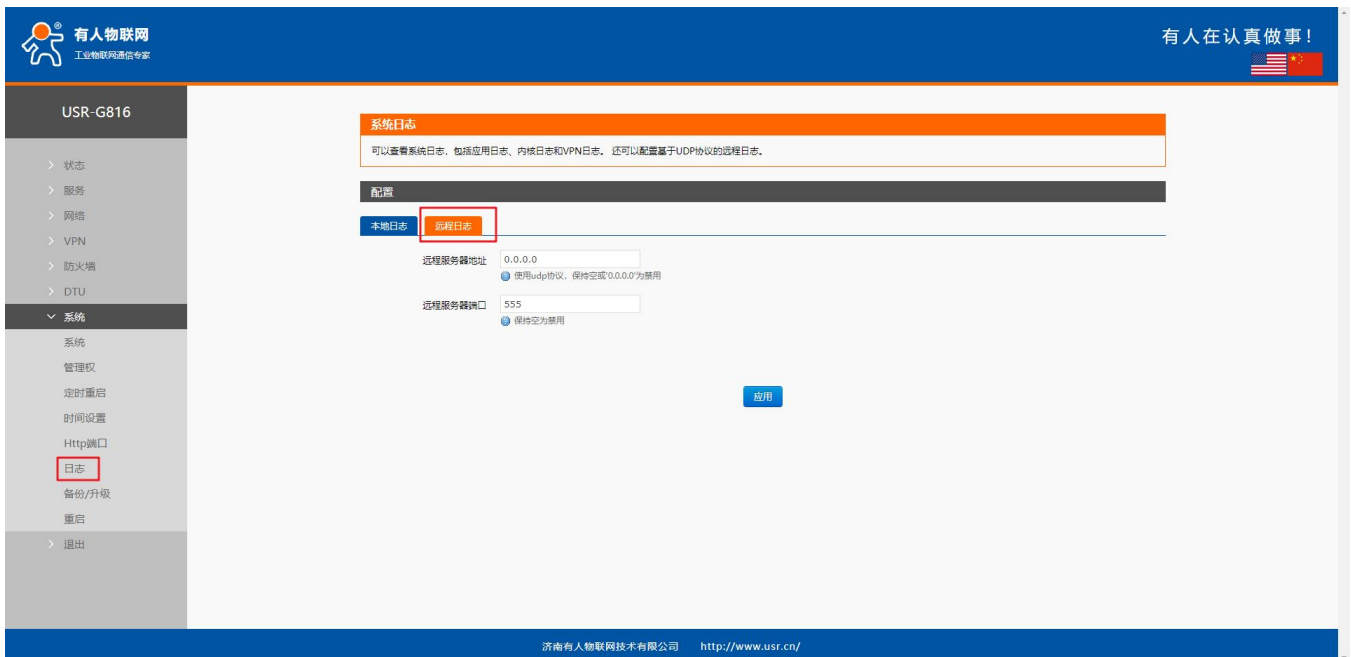 有人物联网
工业物联网通信专家
有人在认真做事！
USR-G816
状态
服务
网络
VPN
防火墙
DTU
系统
系统
管理权
定时重启
时间设置
Http端口
日志
备份/升级
重启
退出
系统日志
可以查看系统日志，包括应用日志、内核日志和VPN日志。 还可以配置基于UDP协议的远程日志。
配置
本地日志 远程日志
远程服务器地址 0.0.0.0
使用udp协议，保持空或'0.0.0.0'为禁用
远程服务器端口 555
保持空为禁用
应用
济南有人物联网技术有限公司 http://www.usr.cn/